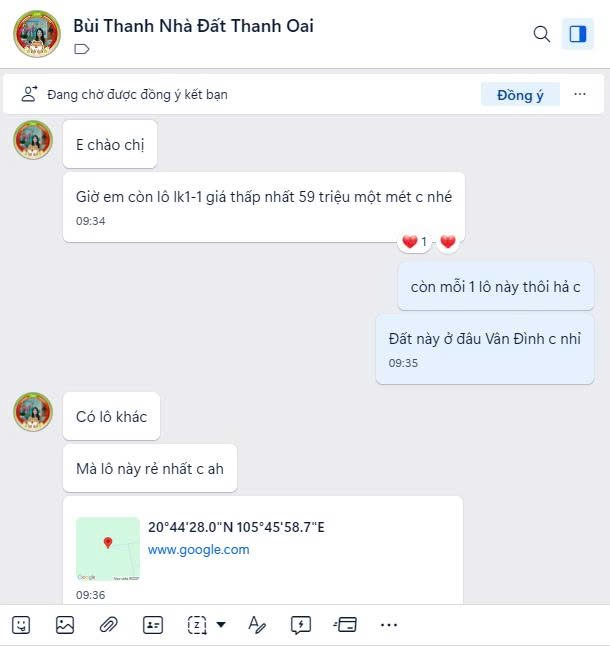 Bùi Thanh Nhà Đất Thanh Oai
Đang chờ được đồng ý kết bạn
Đồng ý
E chào chị
Giờ em còn lô lk1-1 giá thấp nhất 59 triệu một mét c nhé
09:34
1
còn mỗi 1 lô này thôi hả c
Đất này ở đâu Vân Đình c nhỉ
09:35
Có lô khác
Mà lô này rẻ nhất c ah
20°44'28.0"N 105°45'58.7"E
www.google.com
Google
09:36